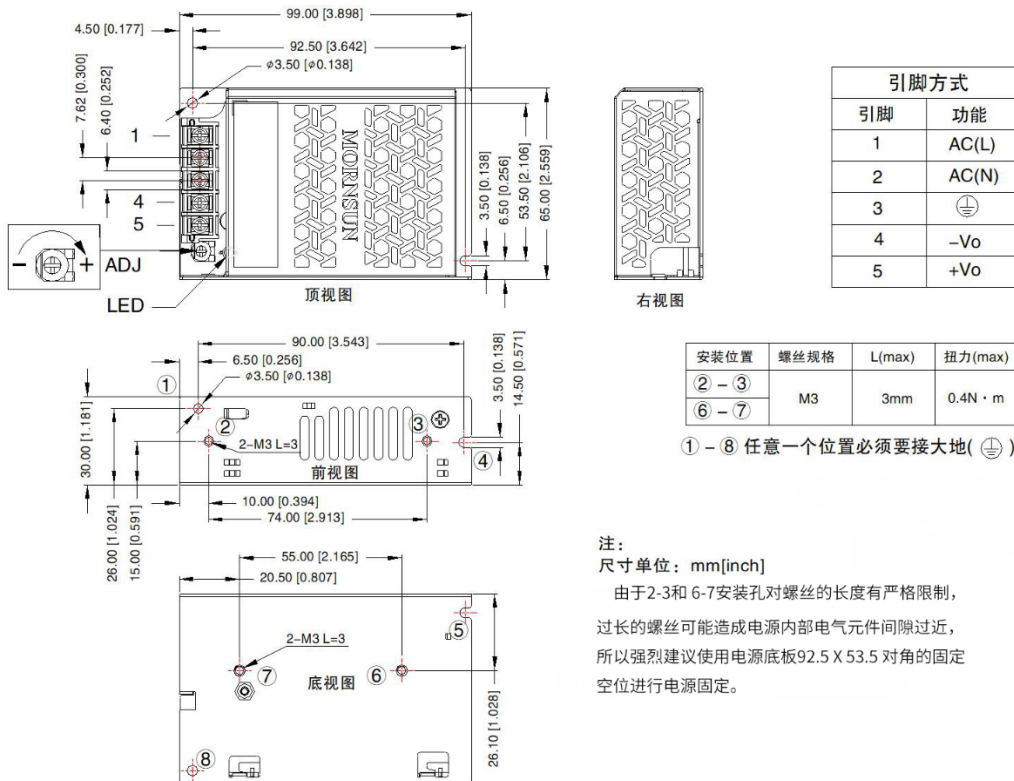 99.00 [3.898]
4.50 [0.177]
92.50 [3.642]
ø3.50 [ø0.138]
7.62 [0.300]
6.40 [0.252]
1
4
5
ADJ
− +
LED
MORNSUN
3.50 [0.138]
6.50 [0.256]
53.50 [2.106]
65.00 [2.559]
顶视图
右视图
引脚方式
引脚 功能
1 AC(L)
2 AC(N)
3 ⏚
4 −Vo
5 +Vo
90.00 [3.543]
6.50 [0.256]
ø3.50 [ø0.138]
①
②
③
④
2−M3 L=3
前视图
3.50 [0.138]
14.50 [0.571]
30.00 [1.181]
26.00 [1.024]
15.00 [0.591]
10.00 [0.394]
74.00 [2.913]
安装位置 螺丝规格 L(max) 扭力(max)
② − ③ M3 3mm 0.4N・m
⑥ − ⑦
① − ⑧ 任意一个位置必须要接大地( ⏚ )
55.00 [2.165]
20.50 [0.807]
2−M3 L=3
⑤
⑥
⑦
⑧
底视图
26.10 [1.028]
注:
尺寸单位: mm[inch]
由于2-3和 6-7安装孔对螺丝的长度有严格限制，
过长的螺丝可能造成电源内部电气元件间隙过近，
所以强烈建议使用电源底板92.5 X 53.5 对角的固定
空位进行电源固定。